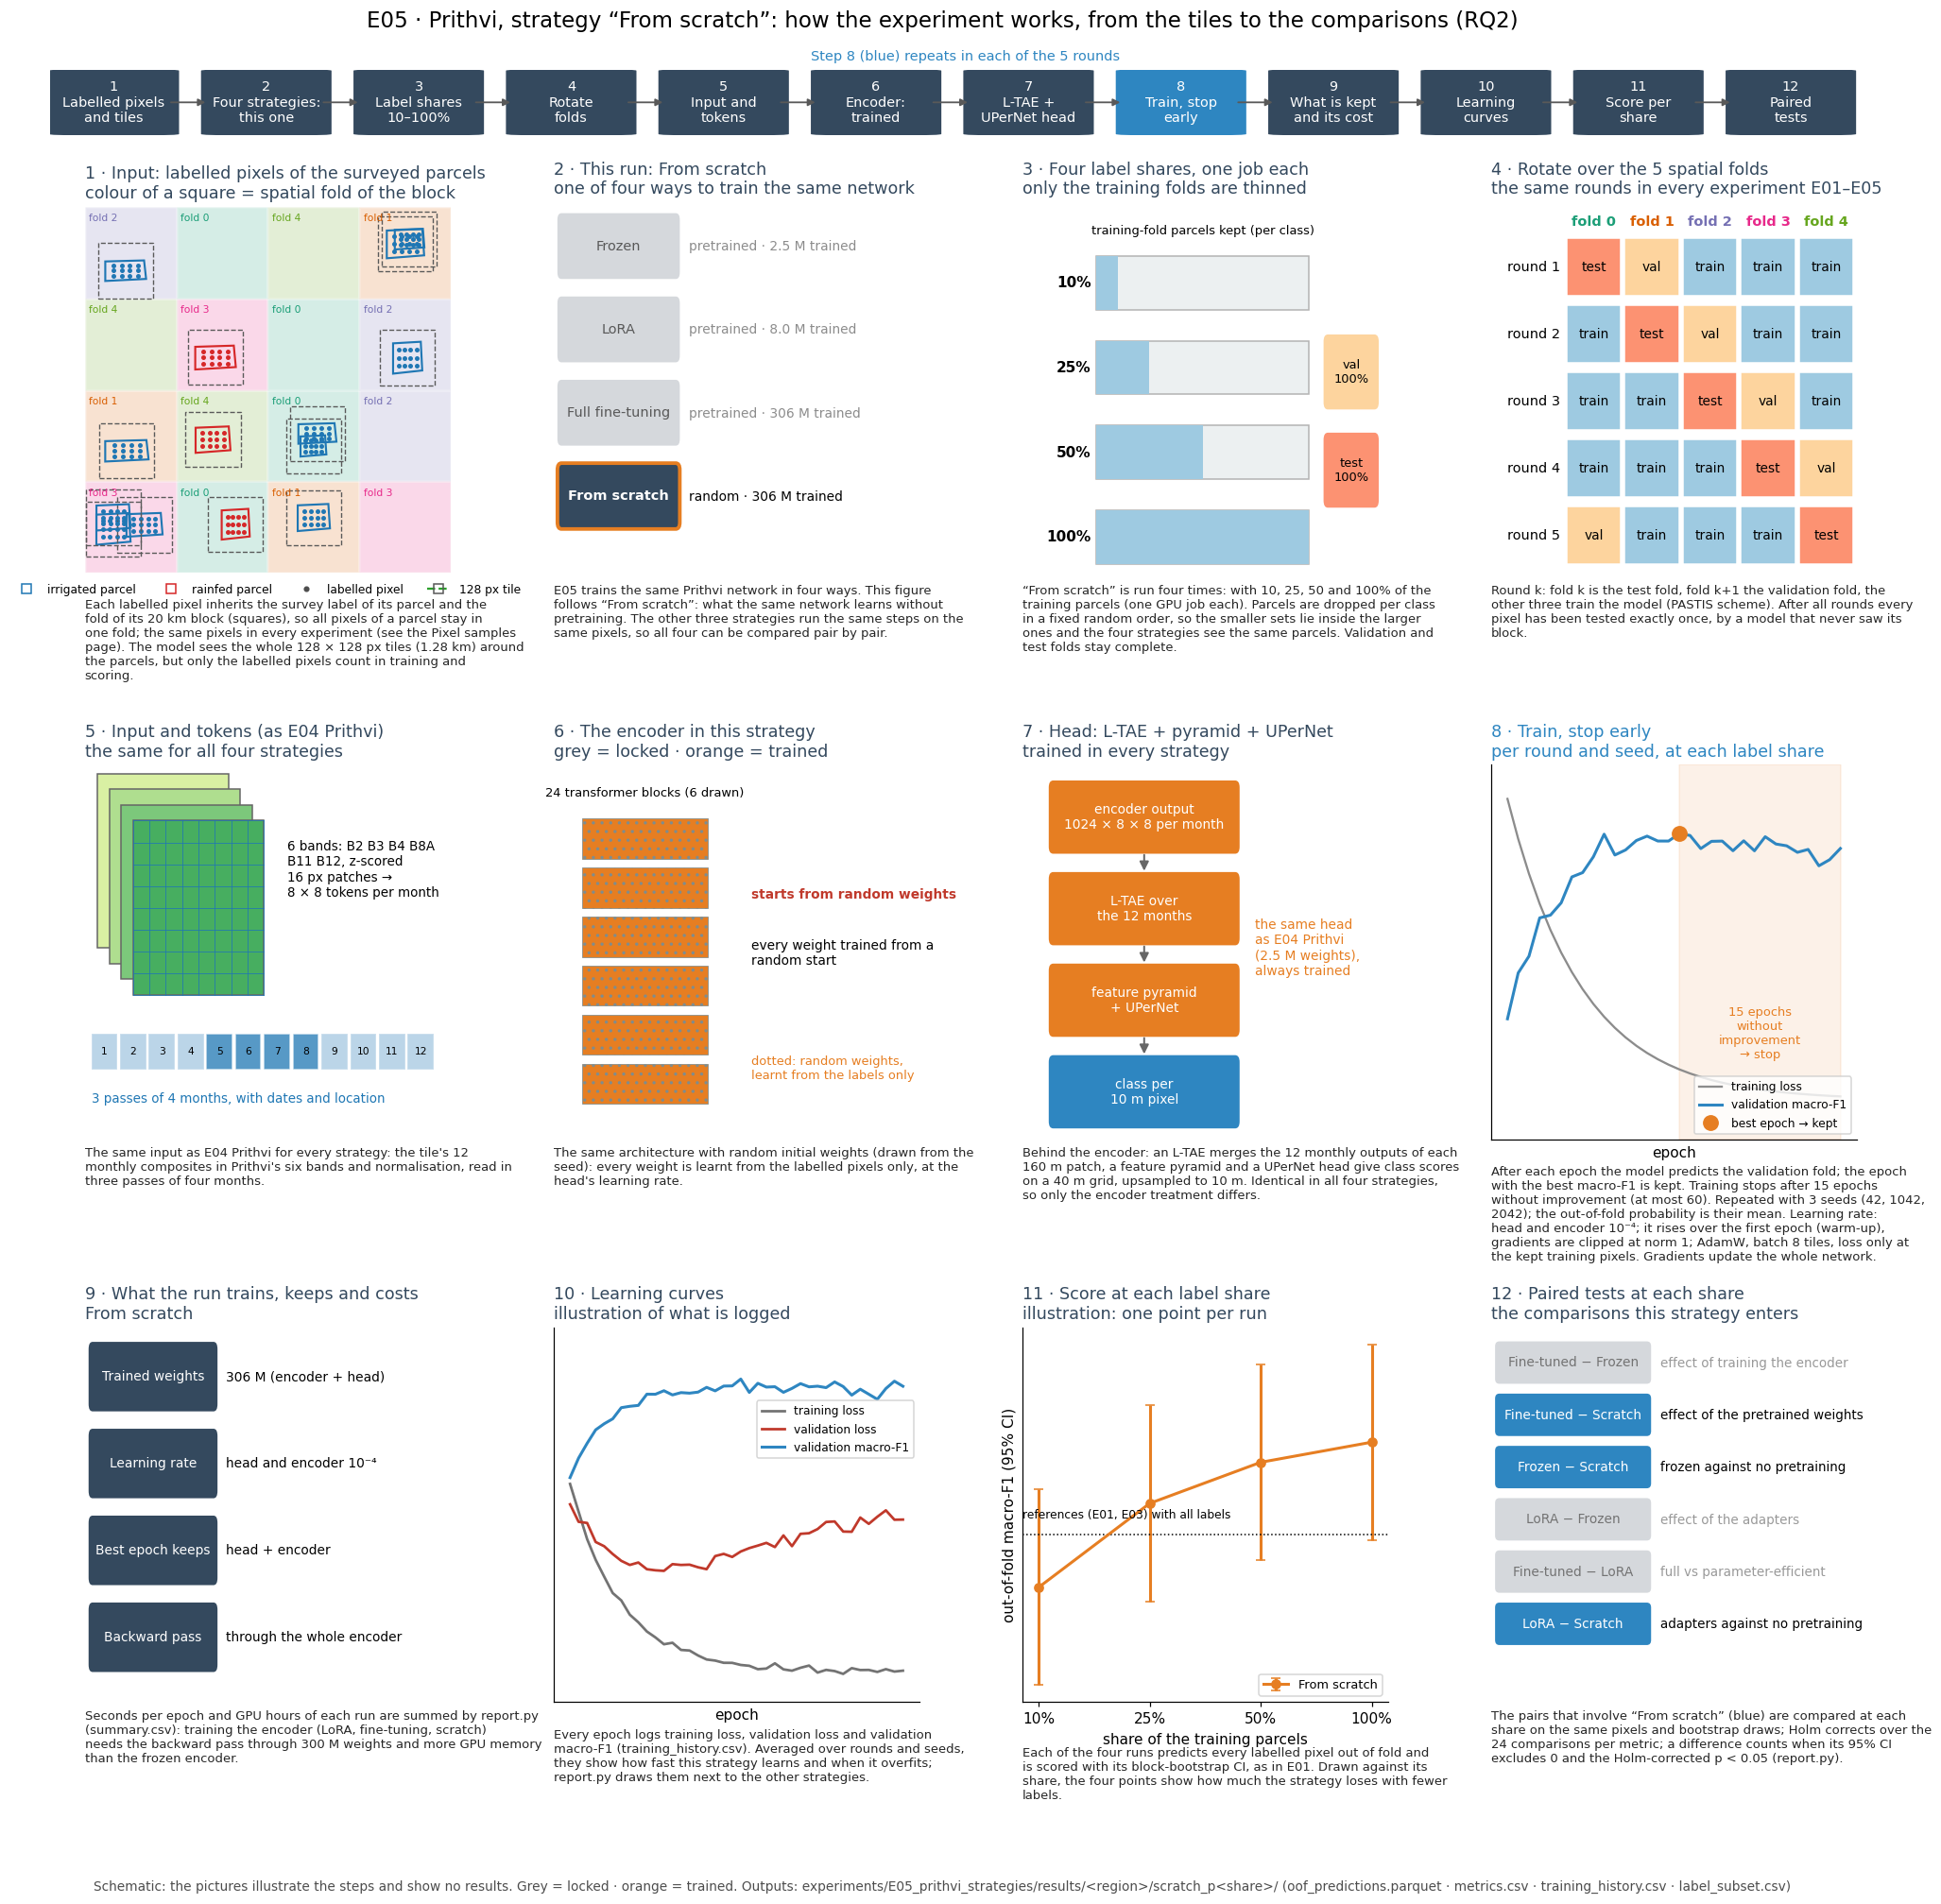 E05 · Prithvi, strategy “From scratch”: how the experiment works, from the tiles to the comparisons (RQ2)
Step 8 (blue) repeats in each of the 5 rounds
1
Labelled pixels
and tiles
2
Four strategies:
this one
3
Label shares
10–100%
4
Rotate
folds
5
Input and
tokens
6
Encoder:
trained
7
L-TAE +
UPerNet head
8
Train, stop
early
9
What is kept
and its cost
10
Learning
curves
11
Score per
share
12
Paired
tests
1 · Input: labelled pixels of the surveyed parcels
colour of a square = spatial fold of the block
fold 2
fold 0
fold 4
fold 1
fold 4
fold 3
fold 0
fold 2
fold 1
fold 4
fold 0
fold 2
fold 3
fold 0
fold 1
fold 3
irrigated parcel
rainfed parcel
labelled pixel
128 px tile
Each labelled pixel inherits the survey label of its parcel and the
fold of its 20 km block (squares), so all pixels of a parcel stay in
one fold; the same pixels in every experiment (see the Pixel samples
page). The model sees the whole 128 × 128 px tiles (1.28 km) around
the parcels, but only the labelled pixels count in training and
scoring.
2 · This run: From scratch
one of four ways to train the same network
Frozen
pretrained · 2.5 M trained
LoRA
pretrained · 8.0 M trained
Full fine-tuning
pretrained · 306 M trained
From scratch
random · 306 M trained
E05 trains the same Prithvi network in four ways. This figure
follows “From scratch”: what the same network learns without
pretraining. The other three strategies run the same steps on the
same pixels, so all four can be compared pair by pair.
3 · Four label shares, one job each
only the training folds are thinned
training-fold parcels kept (per class)
10%
25%
50%
100%
val
100%
test
100%
“From scratch” is run four times: with 10, 25, 50 and 100% of the
training parcels (one GPU job each). Parcels are dropped per class
in a fixed random order, so the smaller sets lie inside the larger
ones and the four strategies see the same parcels. Validation and
test folds stay complete.
4 · Rotate over the 5 spatial folds
the same rounds in every experiment E01–E05
fold 0 fold 1 fold 2 fold 3 fold 4
round 1 test val train train train
round 2 train test val train train
round 3 train train test val train
round 4 train train train test val
round 5 val train train train test
Round k: fold k is the test fold, fold k+1 the validation fold, the
other three train the model (PASTIS scheme). After all rounds every
pixel has been tested exactly once, by a model that never saw its
block.
5 · Input and tokens (as E04 Prithvi)
the same for all four strategies
6 bands: B2 B3 B4 B8A
B11 B12, z-scored
16 px patches →
8 × 8 tokens per month
1 2 3 4 5 6 7 8 9 10 11 12
3 passes of 4 months, with dates and location
The same input as E04 Prithvi for every strategy: the tile's 12
monthly composites in Prithvi's six bands and normalisation, read in
three passes of four months.
6 · The encoder in this strategy
grey = locked · orange = trained
24 transformer blocks (6 drawn)
starts from random weights
every weight trained from a
random start
dotted: random weights,
learnt from the labels only
The same architecture with random initial weights (drawn from the
seed): every weight is learnt from the labelled pixels only, at the
head's learning rate.
7 · Head: L-TAE + pyramid + UPerNet
trained in every strategy
encoder output
1024 × 8 × 8 per month
L-TAE over
the 12 months
feature pyramid
+ UPerNet
class per
10 m pixel
the same head
as E04 Prithvi
(2.5 M weights),
always trained
Behind the encoder: an L-TAE merges the 12 monthly outputs of each
160 m patch, a feature pyramid and a UPerNet head give class scores
on a 40 m grid, upsampled to 10 m. Identical in all four strategies,
so only the encoder treatment differs.
8 · Train, stop early
per round and seed, at each label share
15 epochs
without
improvement
→ stop
training loss
validation macro-F1
best epoch → kept
epoch
After each epoch the model predicts the validation fold; the epoch
with the best macro-F1 is kept. Training stops after 15 epochs
without improvement (at most 60). Repeated with 3 seeds (42, 1042,
2042); the out-of-fold probability is their mean. Learning rate:
head and encoder 10⁻⁴; it rises over the first epoch (warm-up),
gradients are clipped at norm 1; AdamW, batch 8 tiles, loss only at
the kept training pixels. Gradients update the whole network.
9 · What the run trains, keeps and costs
From scratch
Trained weights
306 M (encoder + head)
Learning rate
head and encoder 10⁻⁴
Best epoch keeps
head + encoder
Backward pass
through the whole encoder
Seconds per epoch and GPU hours of each run are summed by report.py
(summary.csv): training the encoder (LoRA, fine-tuning, scratch)
needs the backward pass through 300 M weights and more GPU memory
than the frozen encoder.
10 · Learning curves
illustration of what is logged
training loss
validation loss
validation macro-F1
epoch
Every epoch logs training loss, validation loss and validation
macro-F1 (training_history.csv). Averaged over rounds and seeds,
they show how fast this strategy learns and when it overfits;
report.py draws them next to the other strategies.
11 · Score at each label share
illustration: one point per run
out-of-fold macro-F1 (95% CI)
references (E01, E03) with all labels
From scratch
10% 25% 50% 100%
share of the training parcels
Each of the four runs predicts every labelled pixel out of fold and
is scored with its block-bootstrap CI, as in E01. Drawn against its
share, the four points show how much the strategy loses with fewer
labels.
12 · Paired tests at each share
the comparisons this strategy enters
Fine-tuned − Frozen
effect of training the encoder
Fine-tuned − Scratch
effect of the pretrained weights
Frozen − Scratch
frozen against no pretraining
LoRA − Frozen
effect of the adapters
Fine-tuned − LoRA
full vs parameter-efficient
LoRA − Scratch
adapters against no pretraining
The pairs that involve “From scratch” (blue) are compared at each
share on the same pixels and bootstrap draws; Holm corrects over the
24 comparisons per metric; a difference counts when its 95% CI
excludes 0 and the Holm-corrected p < 0.05 (report.py).
Schematic: the pictures illustrate the steps and show no results. Grey = locked · orange = trained. Outputs: experiments/E05_prithvi_strategies/results/<region>/scratch_p<share>/ (oof_predictions.parquet · metrics.csv · training_history.csv · label_subset.csv)